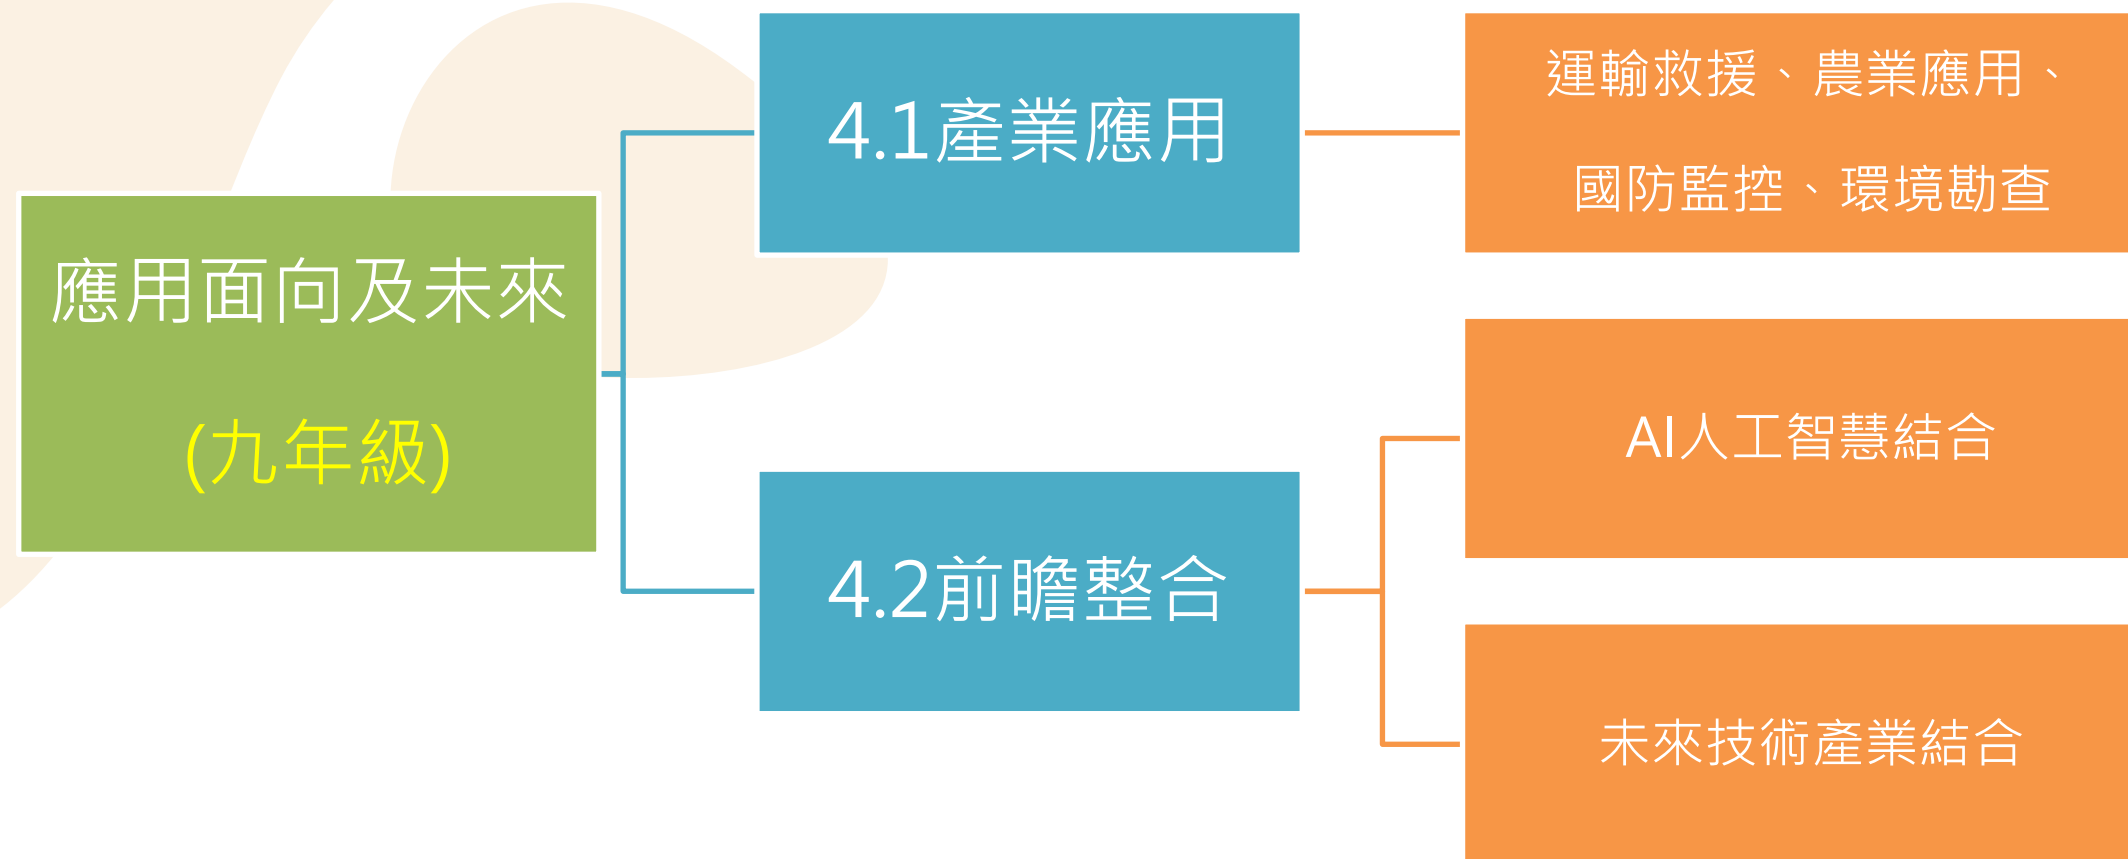 應用面向及未來
(九年級)
4.1產業應用
運輸救援、農業應用、
國防監控、環境勘查
4.2前瞻整合
AI人工智慧結合
未來技術產業結合